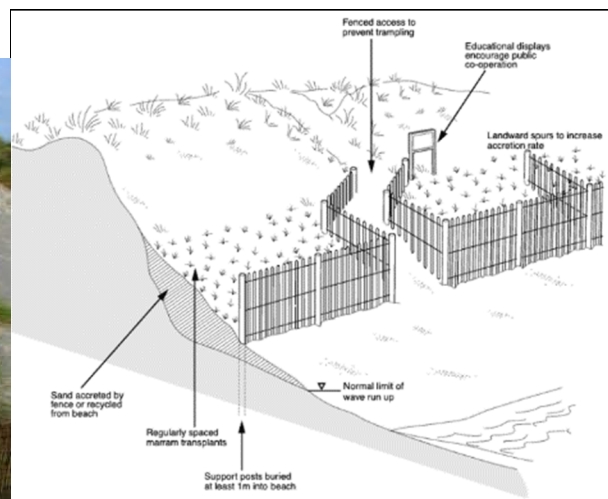 Fenced access to
prevent trampling
Educational displays
encourage public
co-operation
Landward spurs to increase
accretion rate
Normal limit of
wave run up
Sand accreted by
fence or recycled
from beach
Regularly spaced
marram transplants
Support posts buried
at least 1m into beach